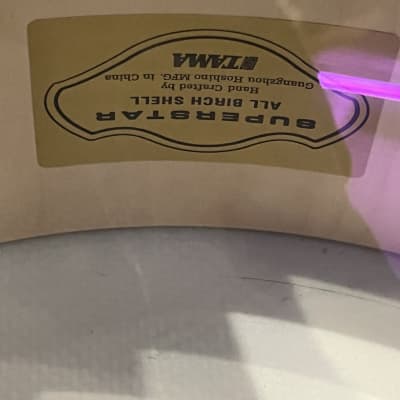 SUPERSTAR
ALL BIRCH SHELL
Hand Crafted by
Guangzhou Hoshino MFG. in China
TAMA